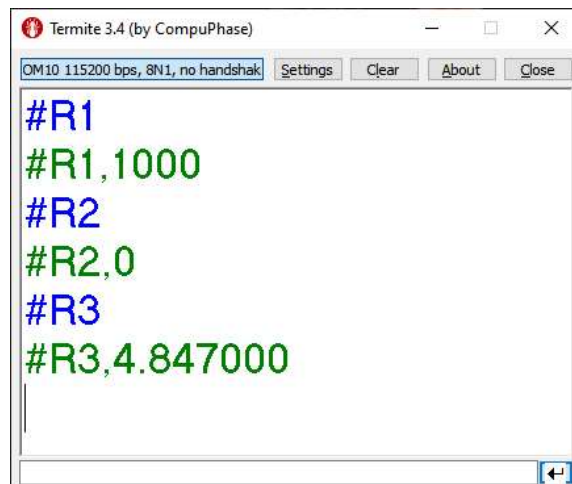 Termite 3.4 (by CompuPhase)
OM10 115200 bps, 8N1, no handshak Settings Clear About Close
#R1
#R1,1000
#R2
#R2,0
#R3
#R3,4.847000